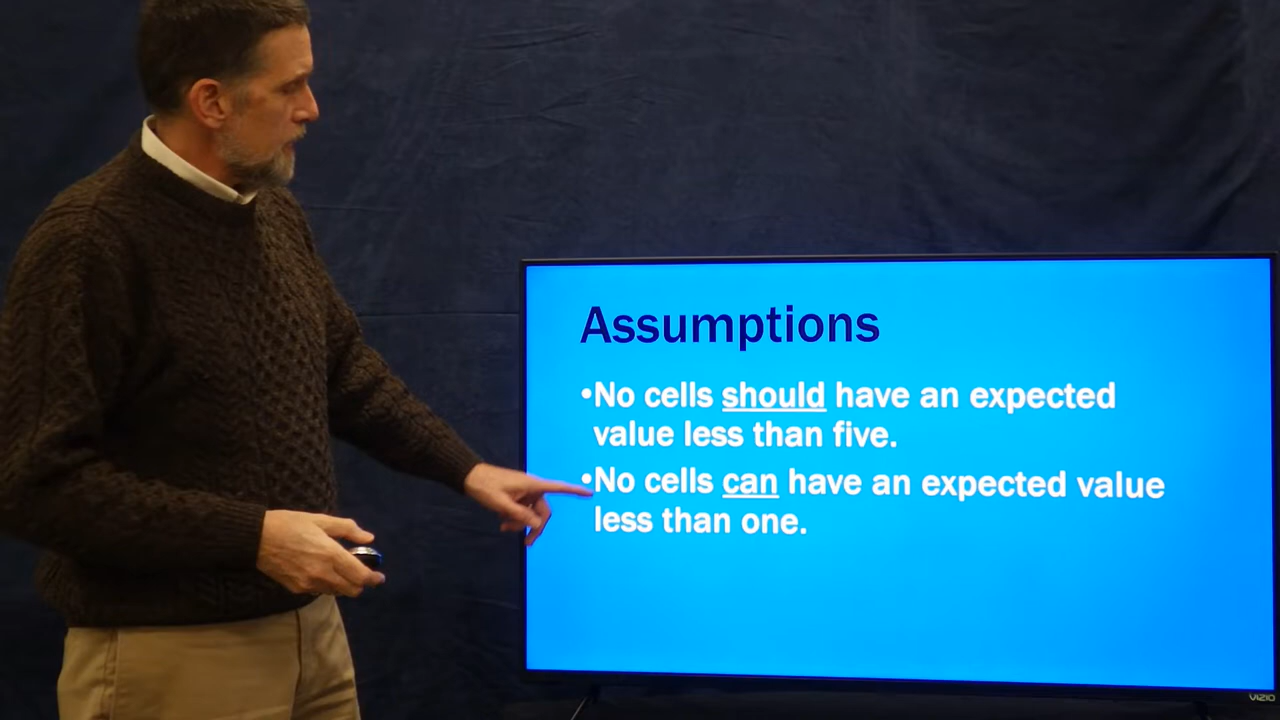 Assumptions
•No cells should have an expected
value less than five.
•No cells can have an expected value
less than one.
VIZIO